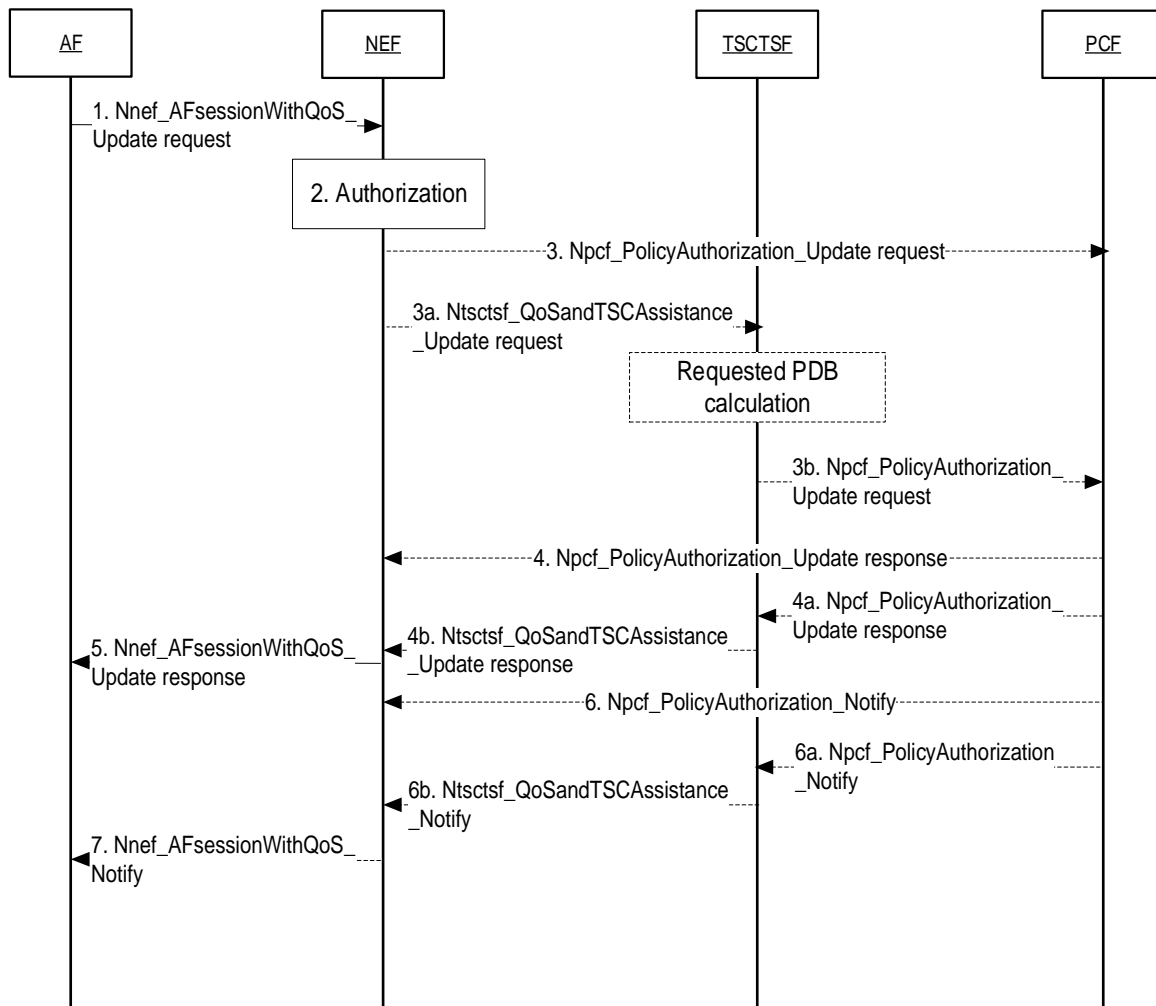 AF
NEF
TSCTSF
PCF
1. Nnef_AFsessionWithQoS_
Update request
2. Authorization
3. Npcf_PolicyAuthorization_Update request
3a. Ntsctsf_QoSandTSCAssistance
_Update request
Requested PDB
calculation
3b. Npcf_PolicyAuthorization_
Update request
4. Npcf_PolicyAuthorization_Update response
4a. Npcf_PolicyAuthorization_
Update response
4b. Ntsctsf_QoSandTSCAssistance
_Update response
5. Nnef_AFsessionWithQoS_
Update response
6. Npcf_PolicyAuthorization_Notify
6a. Npcf_PolicyAuthorization
_Notify
6b. Ntsctsf_QoSandTSCAssistance
_Notify
7. Nnef_AFsessionWithQoS_
Notify